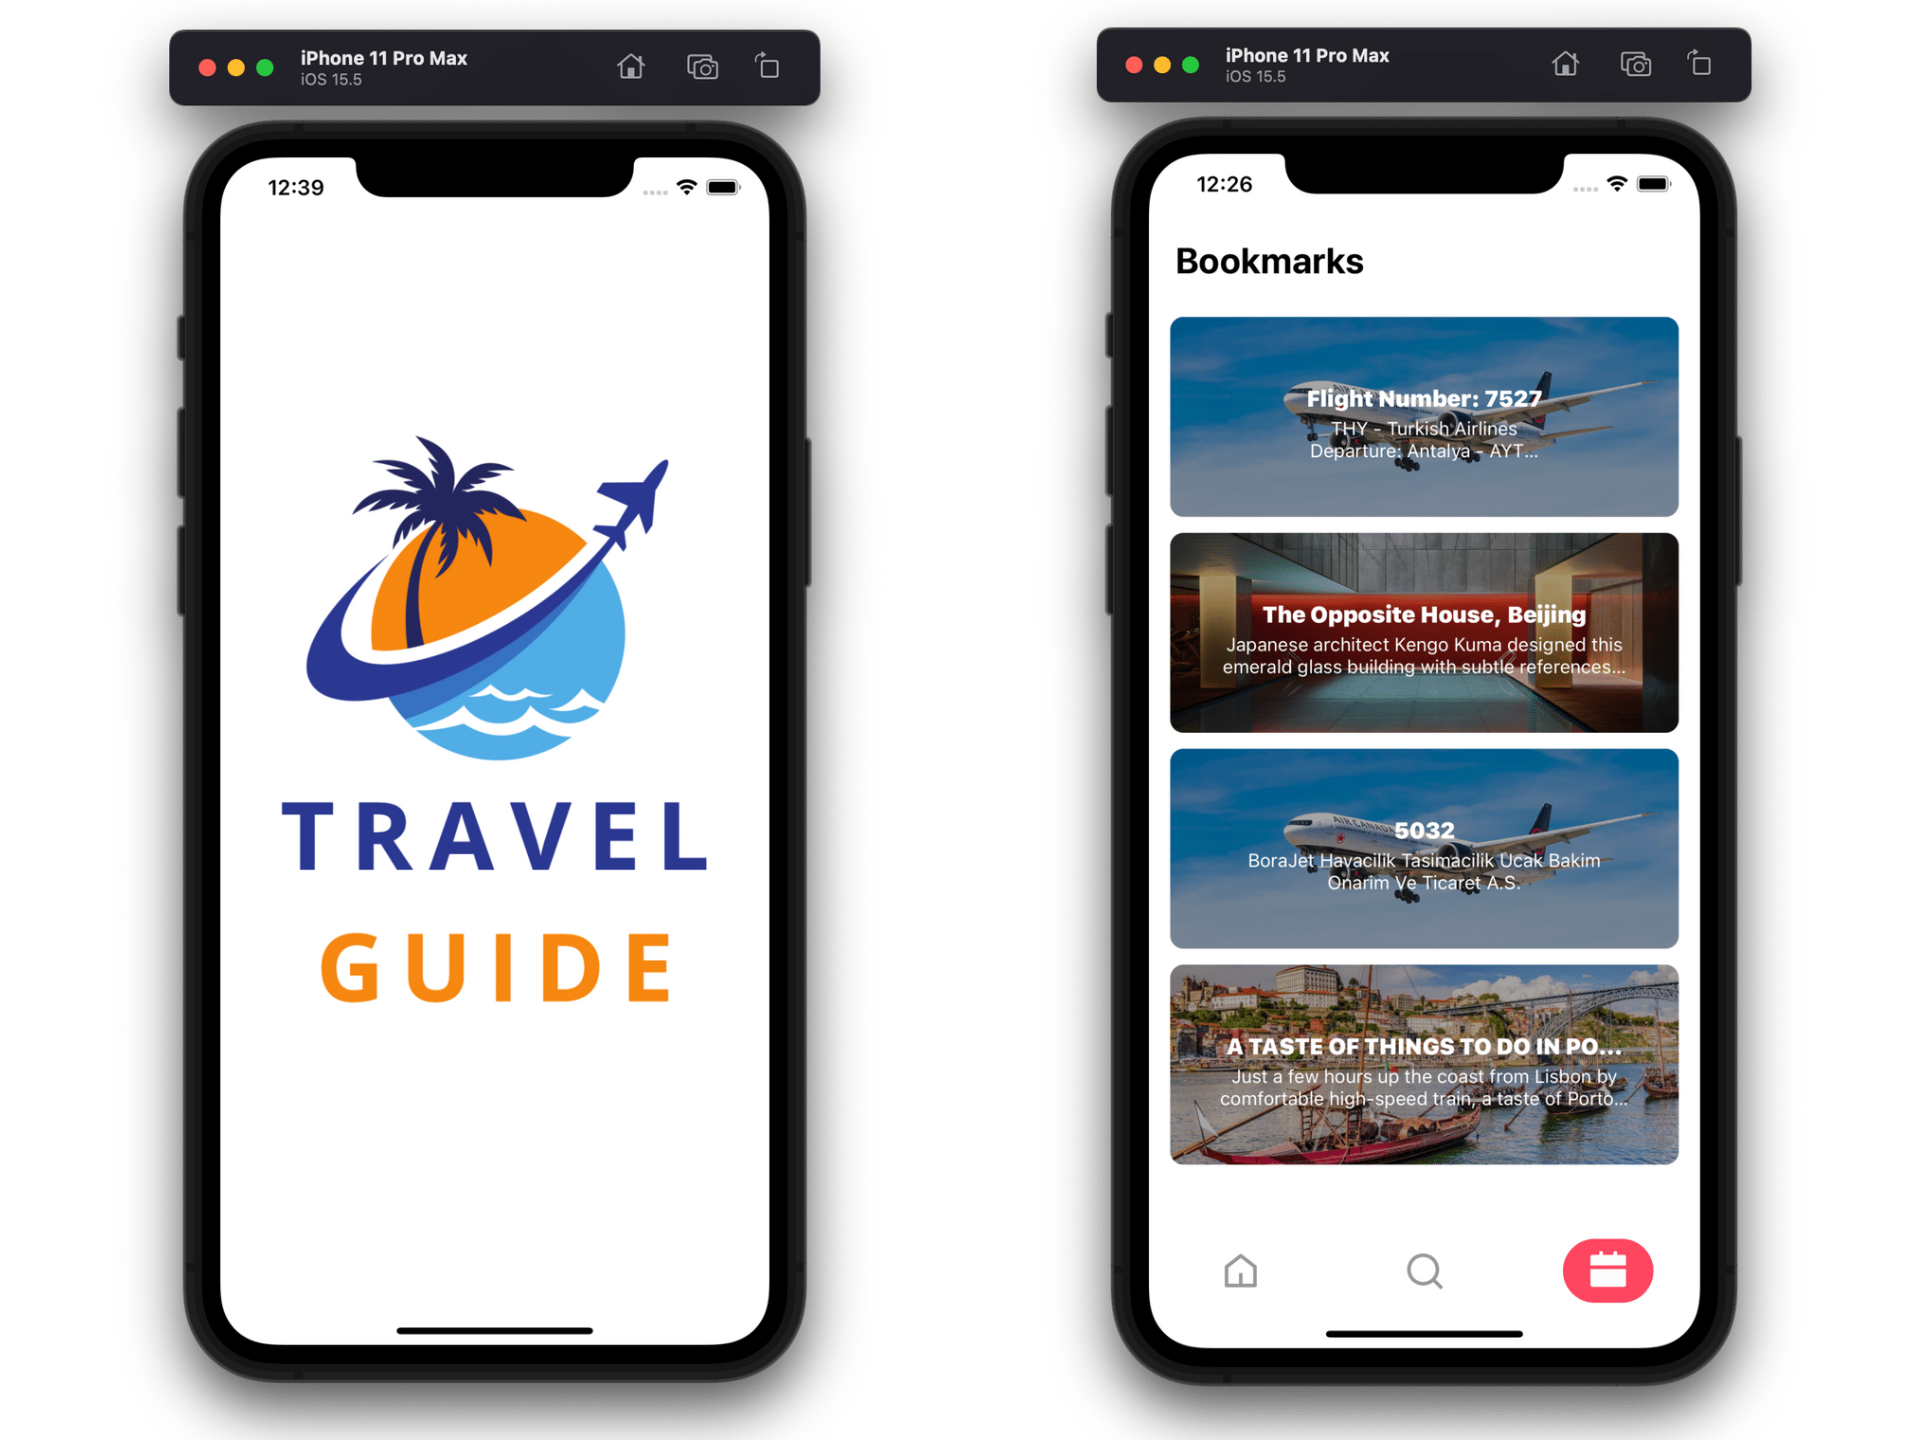 iPhone 11 Pro Max
iOS 15.5
12:39
TRAVEL
GUIDE
iPhone 11 Pro Max
iOS 15.5
12:26
Bookmarks
Flight Number: 7527
THY - Turkish Airlines
Departure: Antalya - AYT...
The Opposite House, Beijing
Japanese architect Kengo Kuma designed this
emerald glass building with subtle references...
AIR CANADA
5032
BoraJet Havacilik Tasimacilik Ucak Bakim
Onarim Ve Ticaret A.S.
A TASTE OF THINGS TO DO IN PO...
Just a few hours up the coast from Lisbon by
comfortable high-speed train, a taste of Porto...